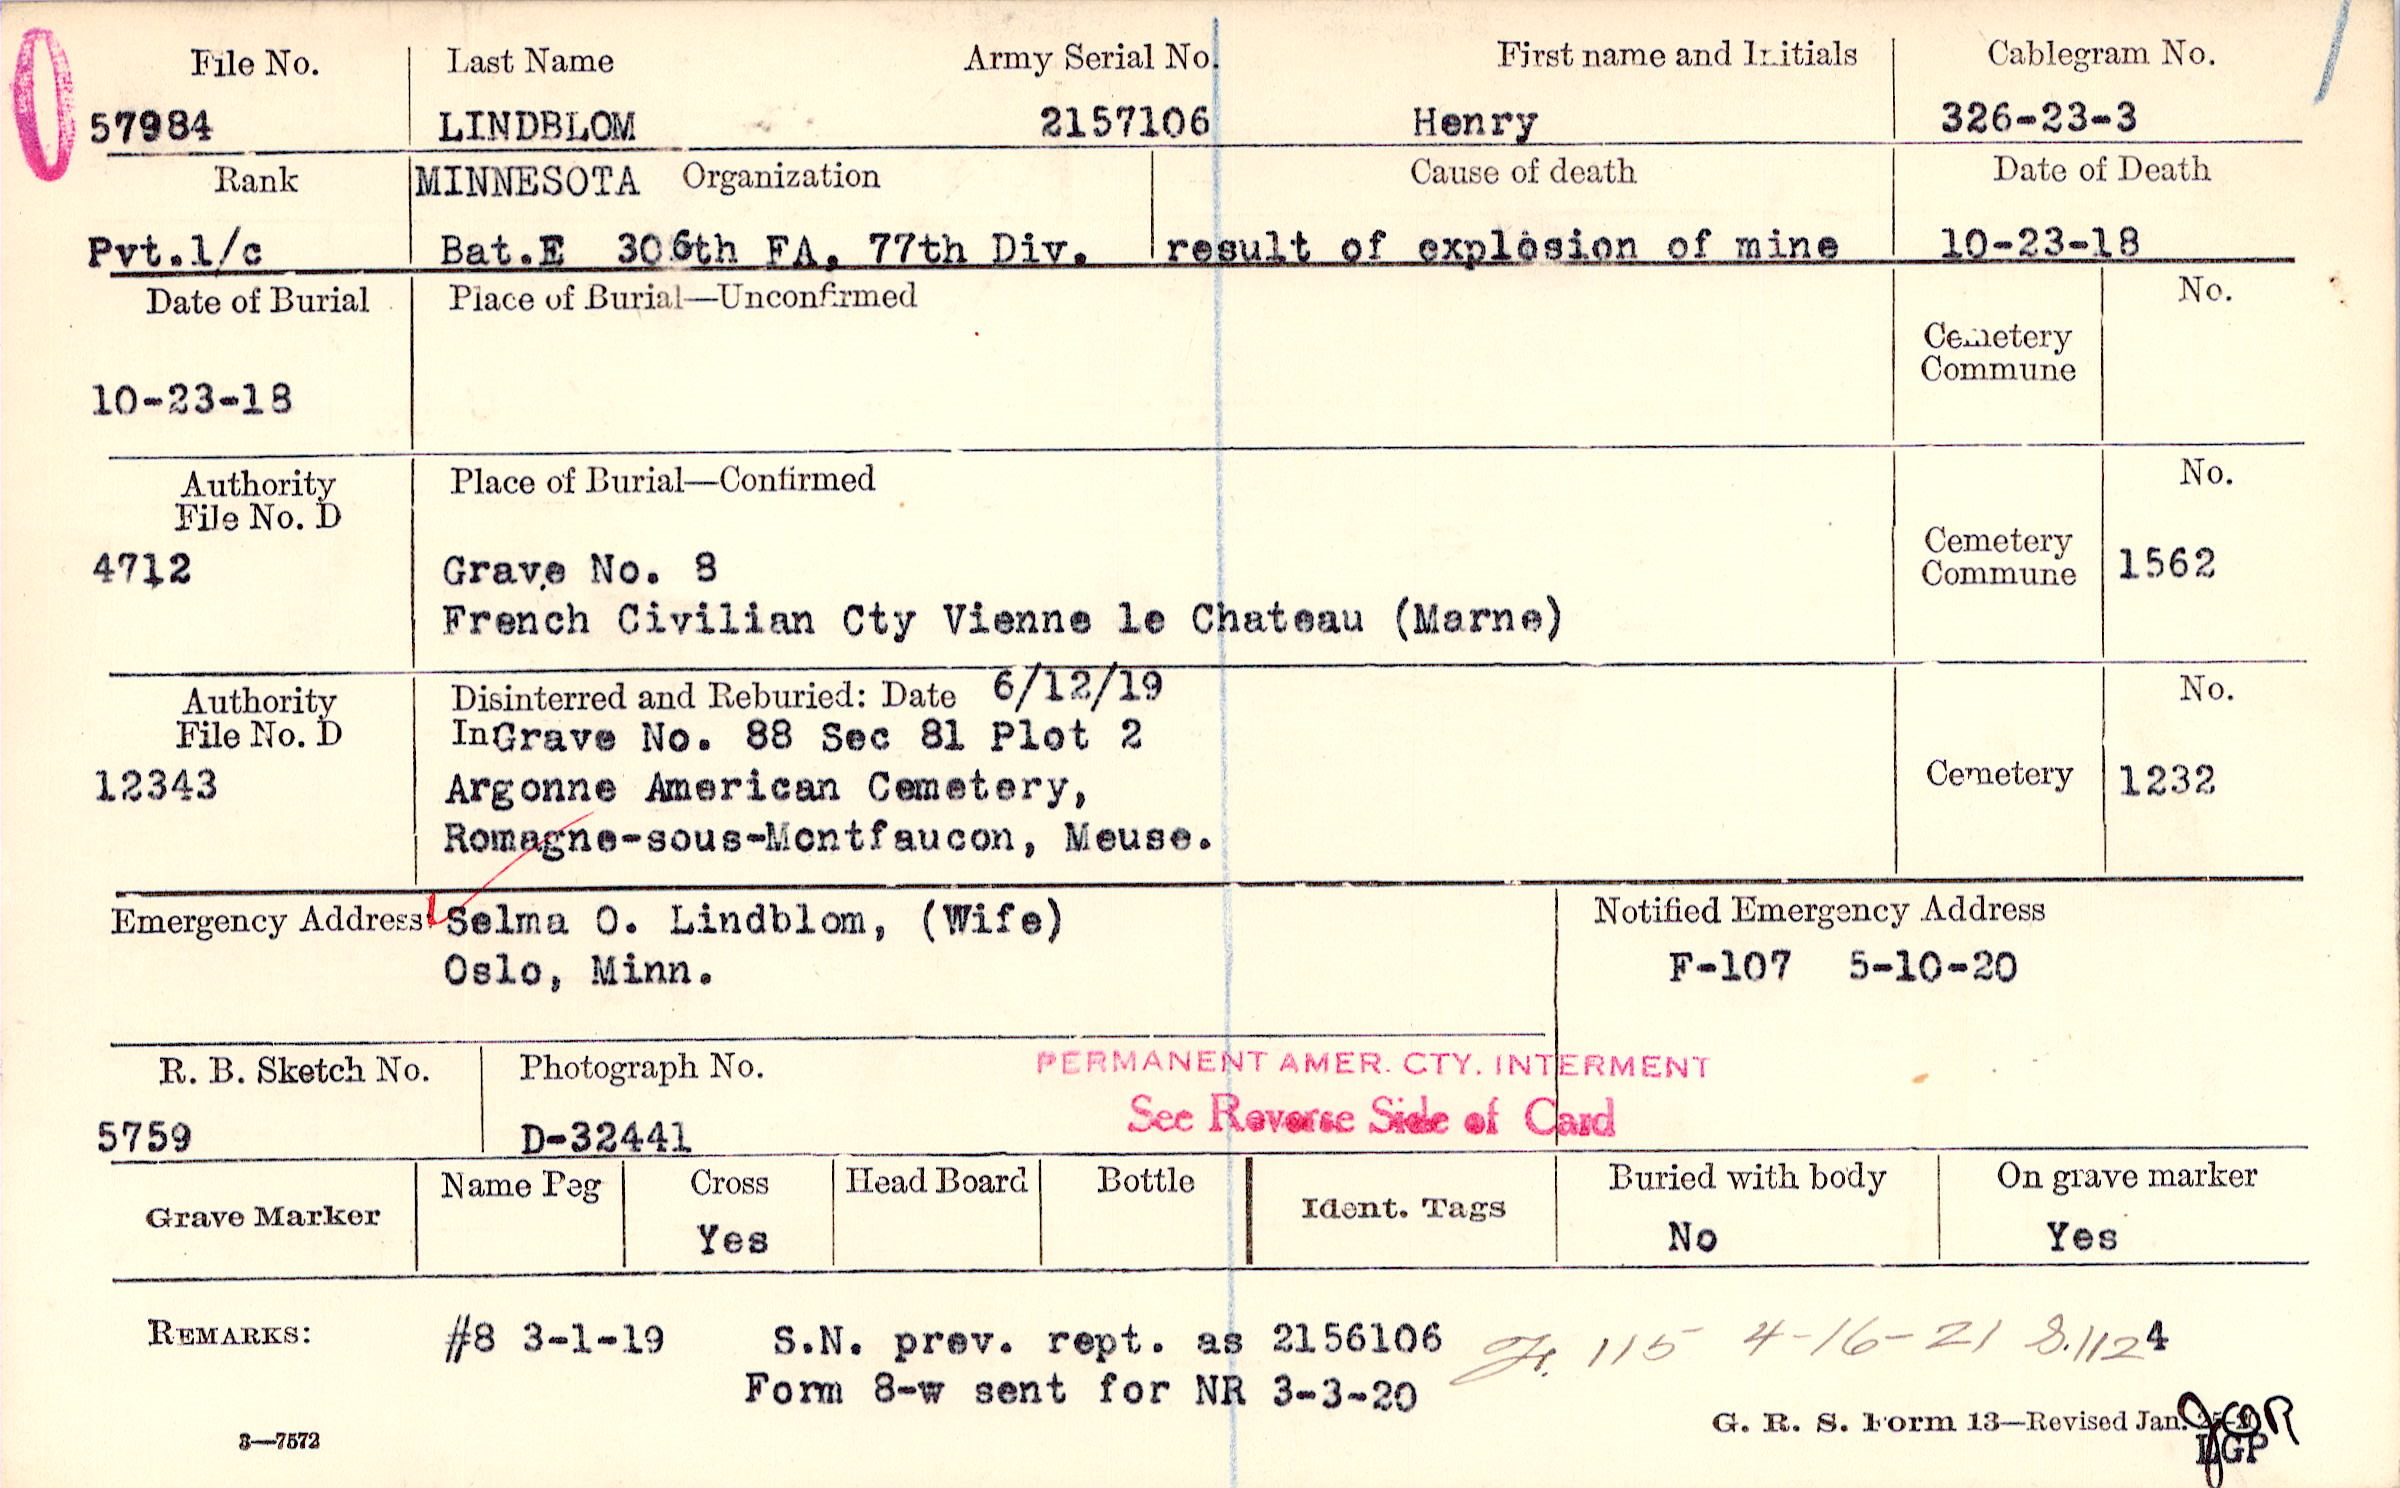 File No. Last Name Army Serial No. First name and Initials Cablegram No.
57984 LINDBLOM 2157106 Henry 326-23-3
Rank MINNESOTA Organization Cause of death Date of Death
Pvt.1/c Bat.E 306th FA, 77th Div. result of explosion of mine 10-23-18
Date of Burial Place of Burial—Unconfirmed No.
Cemetery
Commune
10-23-18
Authority Place of Burial—Confirmed No.
File No. D
Cemetery
4712 Grave No. 8 Commune 1562
French Civilian Cty Vienne le Chateau (Marne)
Authority Disinterred and Reburied: Date 6/12/19 No.
File No. D In Grave No. 88 Sec 81 Plot 2
12343 Argonne American Cemetery, Cemetery 1232
Romagne-sous-Montfaucon, Meuse.
Emergency Address: Selma O. Lindblom, (Wife) Notified Emergency Address
Oslo, Minn. F-107 5-10-20
R. B. Sketch No. Photograph No. PERMANENT AMER. CTY. INTERMENT
See Reverse Side of Card
5759 D-32441
Grave Marker Name Peg Cross Head Board Bottle Ident. Tags Buried with body On grave marker
Yes No Yes
REMARKS: #8 3-1-19 S.N. prev. rept. as 2156106 115 4-16-21 S.1124
Form 8-w sent for NR 3-3-20
3—7572 G. R. S. Form 13—Revised Jan.
LGP